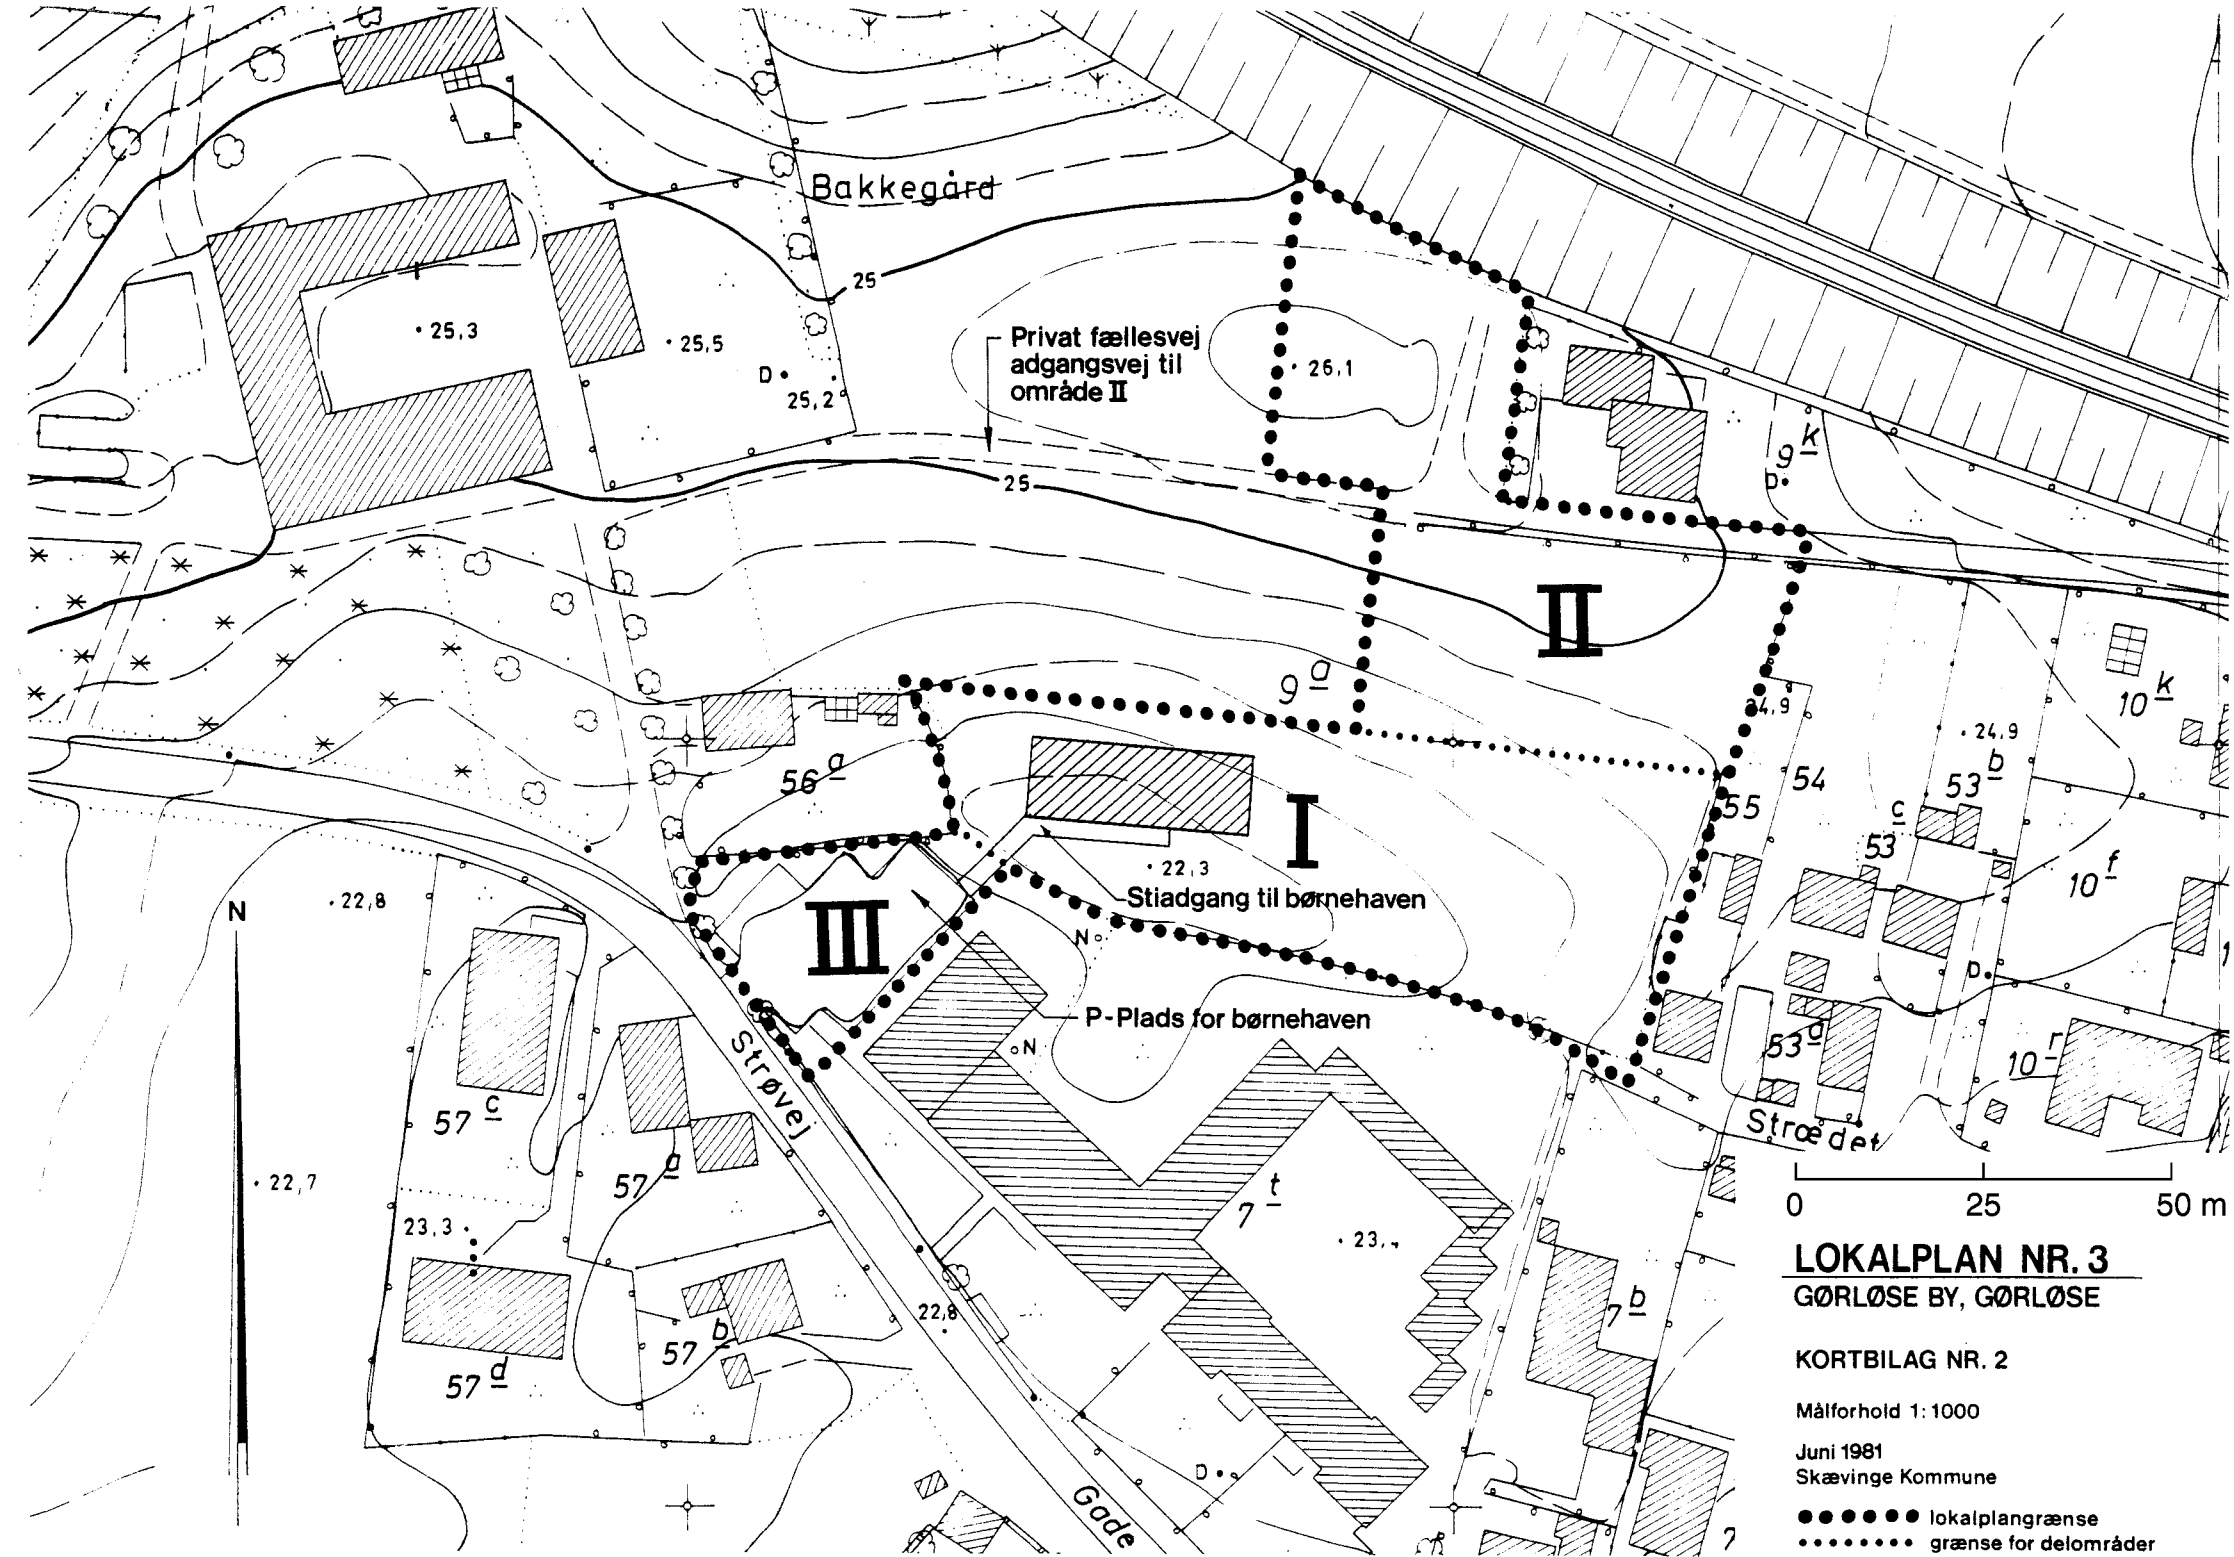 Bakkegård
25
25,3
25,5
D
25,2
Privat fællesvej
adgangsvej til
område II
26,1
9 k
D
25
II
9 a
24,9
10 k
24,9
53 b
54
55
56 a
I
c
53
10 f
22,3
Stiadgang til børnehaven
22,8
N
III
N
D
P-Plads for børnehaven
N
53 a
10 r
Strøvej
57 c
Strædet
57 a
22,7
7 t
23,3
23,
0 25 50 m
LOKALPLAN NR. 3
GØRLØSE BY, GØRLØSE
22,8
7 b
57 b
57 d
KORTBILAG NR. 2
Målforhold 1:1000
Juni 1981
Skævinge Kommune
D
Gade
7
lokalplangrænse
grænse for delområder